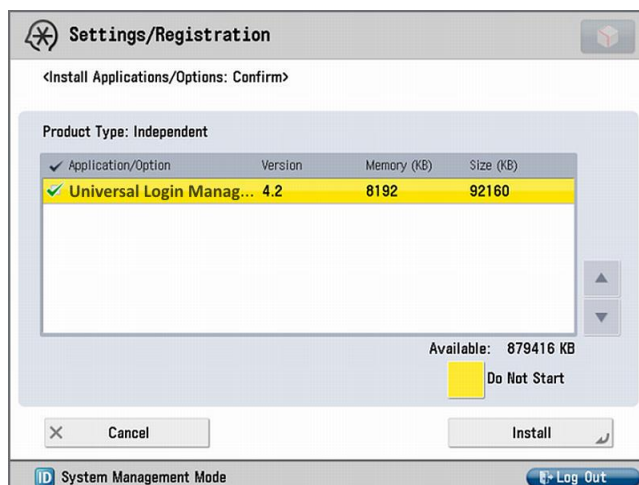 Settings/Registration
<Install Applications/Options: Confirm>
Product Type: Independent
Application/Option Version Memory (KB) Size (KB)
Universal Login Manag... 4.2 8192 92160
Available: 879416 KB
Do Not Start
Cancel Install
ID System Management Mode Log Out